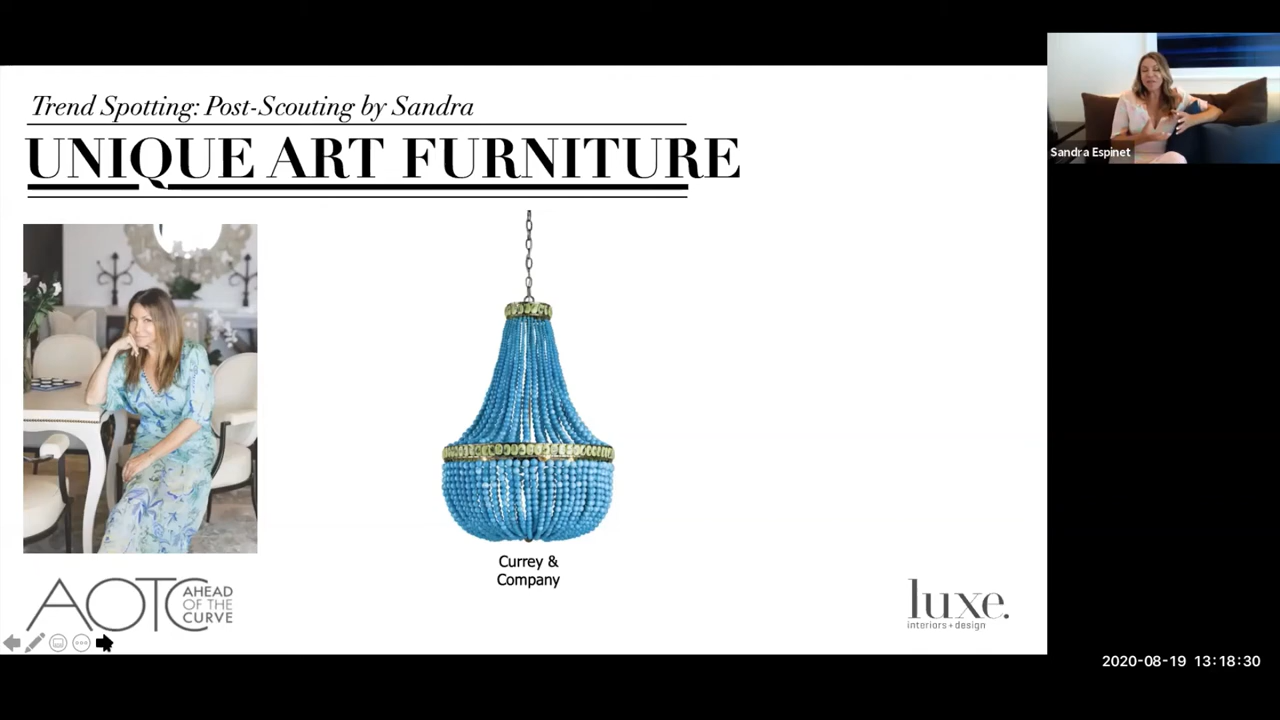 Trend Spotting: Post-Scouting by Sandra
UNIQUE ART FURNITURE
Sandra Espinet
Currey &
Company
AOTC
AHEAD
OF THE
CURVE
luxe.
interiors + design
2020-08-19 13:18:30